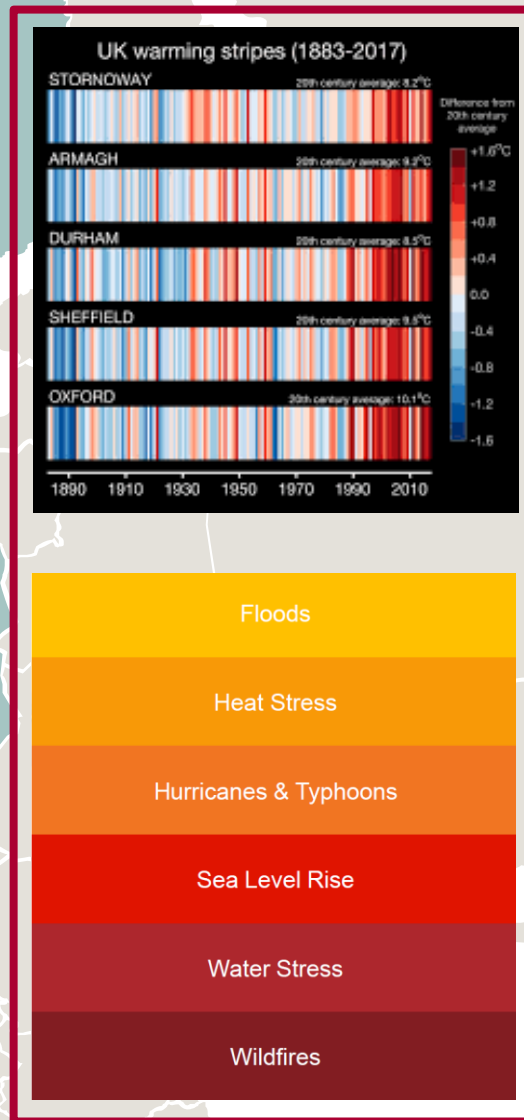 UK warming stripes (1883-2017)
STORNOWAY
20th century average: 8.2°C
Difference from
20th century
average
ARMAGH
20th century average: 9.2°C
DURHAM
20th century average: 8.5°C
SHEFFIELD
20th century average: 9.5°C
OXFORD
20th century average: 10.1°C
+1.6°C
+1.2
+0.8
+0.4
0.0
-0.4
-0.8
-1.2
-1.6
1890 1910 1930 1950 1970 1990 2010
Floods
Heat Stress
Hurricanes & Typhoons
Sea Level Rise
Water Stress
Wildfires